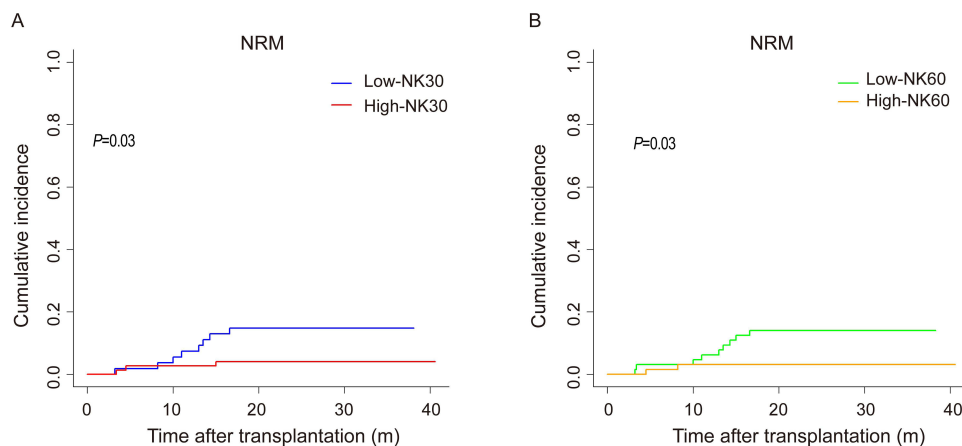 A
NRM
Low-NK30
High-NK30
P=0.03
Cumulative incidence
1.0
0.8
0.6
0.4
0.2
0.0
0
10
20
30
40
Time after transplantation (m)
B
NRM
Low-NK60
High-NK60
P=0.03
Cumulative incidence
1.0
0.8
0.6
0.4
0.2
0.0
0
10
20
30
40
Time after transplantation (m)